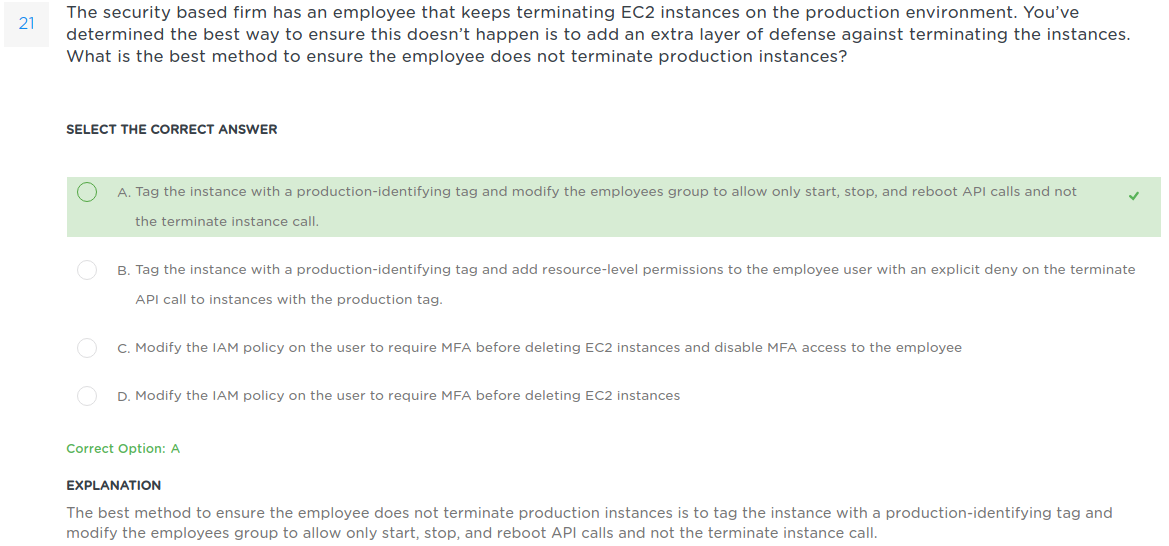 21
The security based firm has an employee that keeps terminating EC2 instances on the production environment. You’ve
determined the best way to ensure this doesn’t happen is to add an extra layer of defense against terminating the instances.
What is the best method to ensure the employee does not terminate production instances?
SELECT THE CORRECT ANSWER
A. Tag the instance with a production-identifying tag and modify the employees group to allow only start, stop, and reboot API calls and not
the terminate instance call.
B. Tag the instance with a production-identifying tag and add resource-level permissions to the employee user with an explicit deny on the terminate
API call to instances with the production tag.
C. Modify the IAM policy on the user to require MFA before deleting EC2 instances and disable MFA access to the employee
D. Modify the IAM policy on the user to require MFA before deleting EC2 instances
Correct Option: A
EXPLANATION
The best method to ensure the employee does not terminate production instances is to tag the instance with a production-identifying tag and
modify the employees group to allow only start, stop, and reboot API calls and not the terminate instance call.